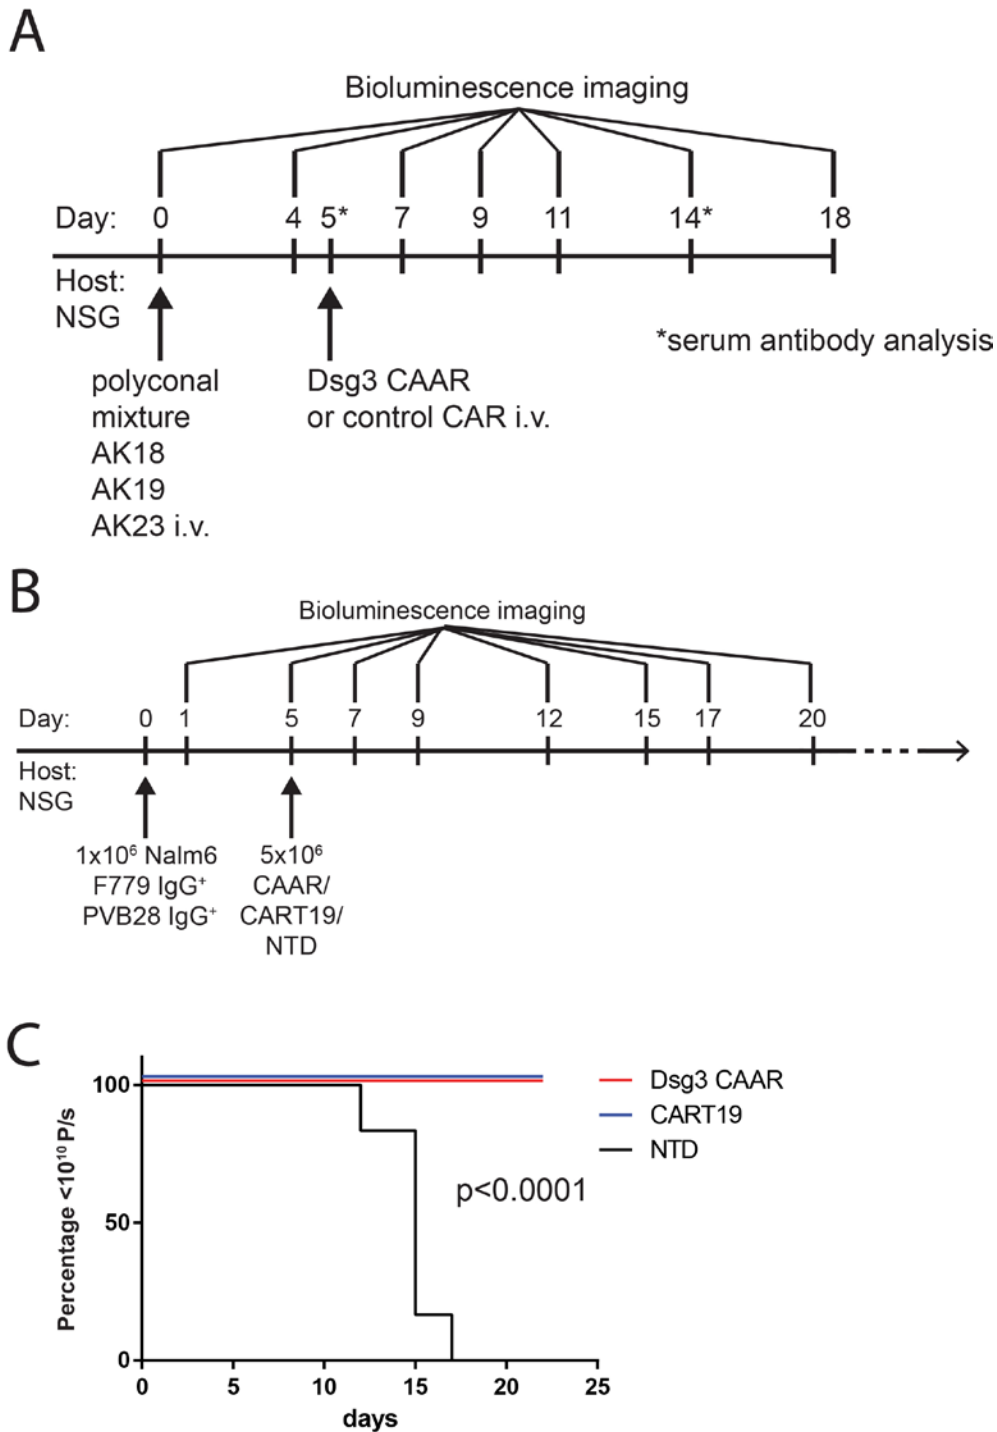 A
Bioluminescence imaging
Day: 0 4 5* 7 9 11 14* 18
Host:
NSG
*serum antibody analysis
polyconal
mixture
AK18
AK19
AK23 i.v.
Dsg3 CAAR
or control CAR i.v.
B
Bioluminescence imaging
Day: 0 1 5 7 9 12 15 17 20
Host:
NSG
1x10⁶ Nalm6
F779 IgG⁺
PVB28 IgG⁺
5x10⁶
CAAR/
CART19/
NTD
C
Percentage <10¹⁰ P/s
100
50
0
0 5 10 15 20 25
days
p<0.0001
Dsg3 CAAR
CART19
NTD